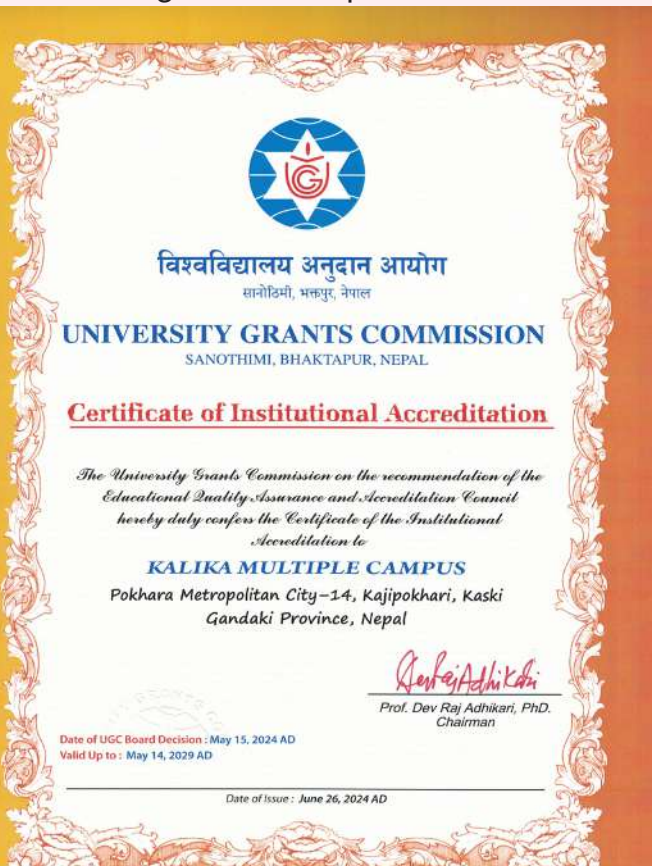 विश्वविद्यालय अनुदान आयोग
सानोठिमी, भक्तपुर, नेपाल
UNIVERSITY GRANTS COMMISSION
SANOTHIMI, BHAKTAPUR, NEPAL
Certificate of Institutional Accreditation
The University Grants Commission on the recommendation of the
Educational Quality Assurance and Accreditation Council
hereby duly confers the Certificate of the Institutional
Accreditation to
KALIKA MULTIPLE CAMPUS
Pokhara Metropolitan City-14, Kajipokhari, Kaski
Gandaki Province, Nepal
Dev Raj Adhikari
Prof. Dev Raj Adhikari, PhD.
Chairman
Date of UGC Board Decision : May 15, 2024 AD
Valid Up to : May 14, 2029 AD
Date of Issue : June 26, 2024 AD